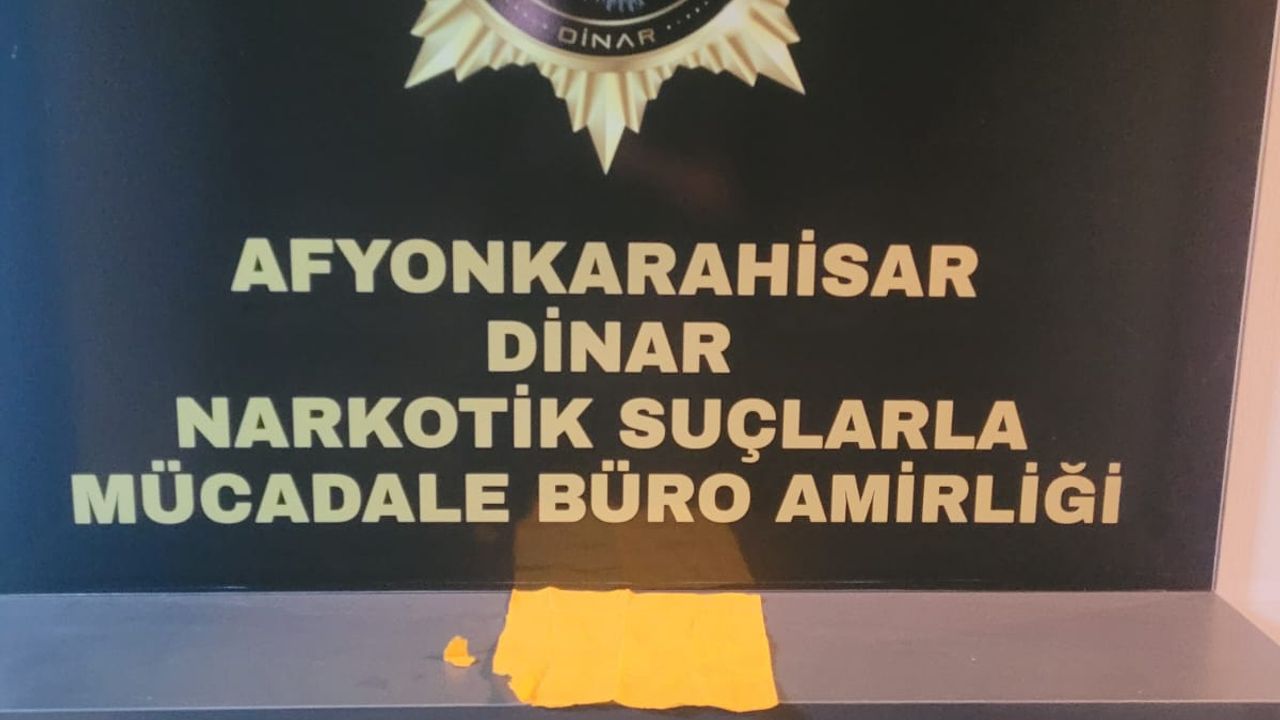 DİNAR
AFYONKARAHİSAR
DİNAR
NARKOTİK SUÇLARLA
MÜCADALE BÜRO AMİRLİĞİ